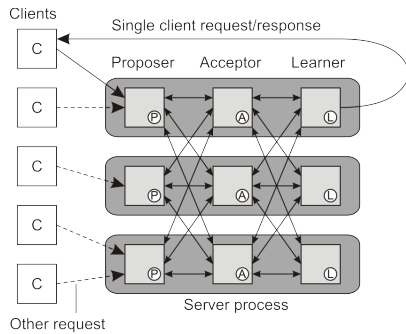 Clients
Single client request/response
C
Proposer Acceptor Learner
C
P A L
C
P A L
C
C
P A L
Server process
Other request